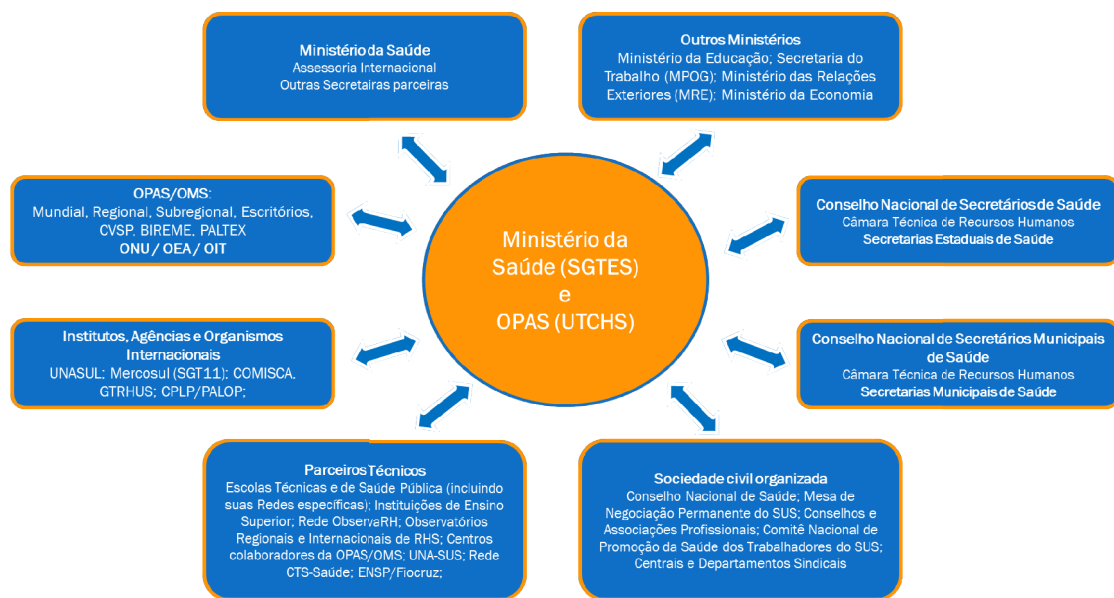 Ministério da Saúde
Assessoria Internacional
Outras Secretairas parceiras
Outros Ministérios
Ministério da Educação; Secretaria do
Trabalho (MPOG); Ministério das Relações
Exteriores (MRE); Ministério da Economia
OPAS/OMS:
Mundial, Regional, Subregional, Escritórios,
CVSP, BIREME, PALTEX
ONU / OEA / OIT
Conselho Nacional de Secretários de Saúde
Câmara Técnica de Recursos Humanos
Secretarias Estaduais de Saúde
Ministério da
Saúde (SGTES)
e
OPAS (UTCHS)
Institutos, Agências e Organismos
Internacionais
UNASUL; Mercosul (SGT11); COMISCA,
GTRHUS; CPLP/PALOP;
Conselho Nacional de Secretários Municipais
de Saúde
Câmara Técnica de Recursos Humanos
Secretarias Municipais de Saúde
Parceiros Técnicos
Escolas Técnicas e de Saúde Pública (incluindo
suas Redes específicas); Instituições de Ensino
Superior; Rede ObservaRH; Observatórios
Regionais e Internacionais de RHS; Centros
colaboradores da OPAS/OMS; UNA-SUS; Rede
CTS-Saúde; ENSP/Fiocruz;
Sociedade civil organizada
Conselho Nacional de Saúde; Mesa de
Negociação Permanente do SUS; Conselhos e
Associações Profissionais; Comitê Nacional de
Promoção da Saúde dos Trabalhadores do SUS;
Centrais e Departamentos Sindicais